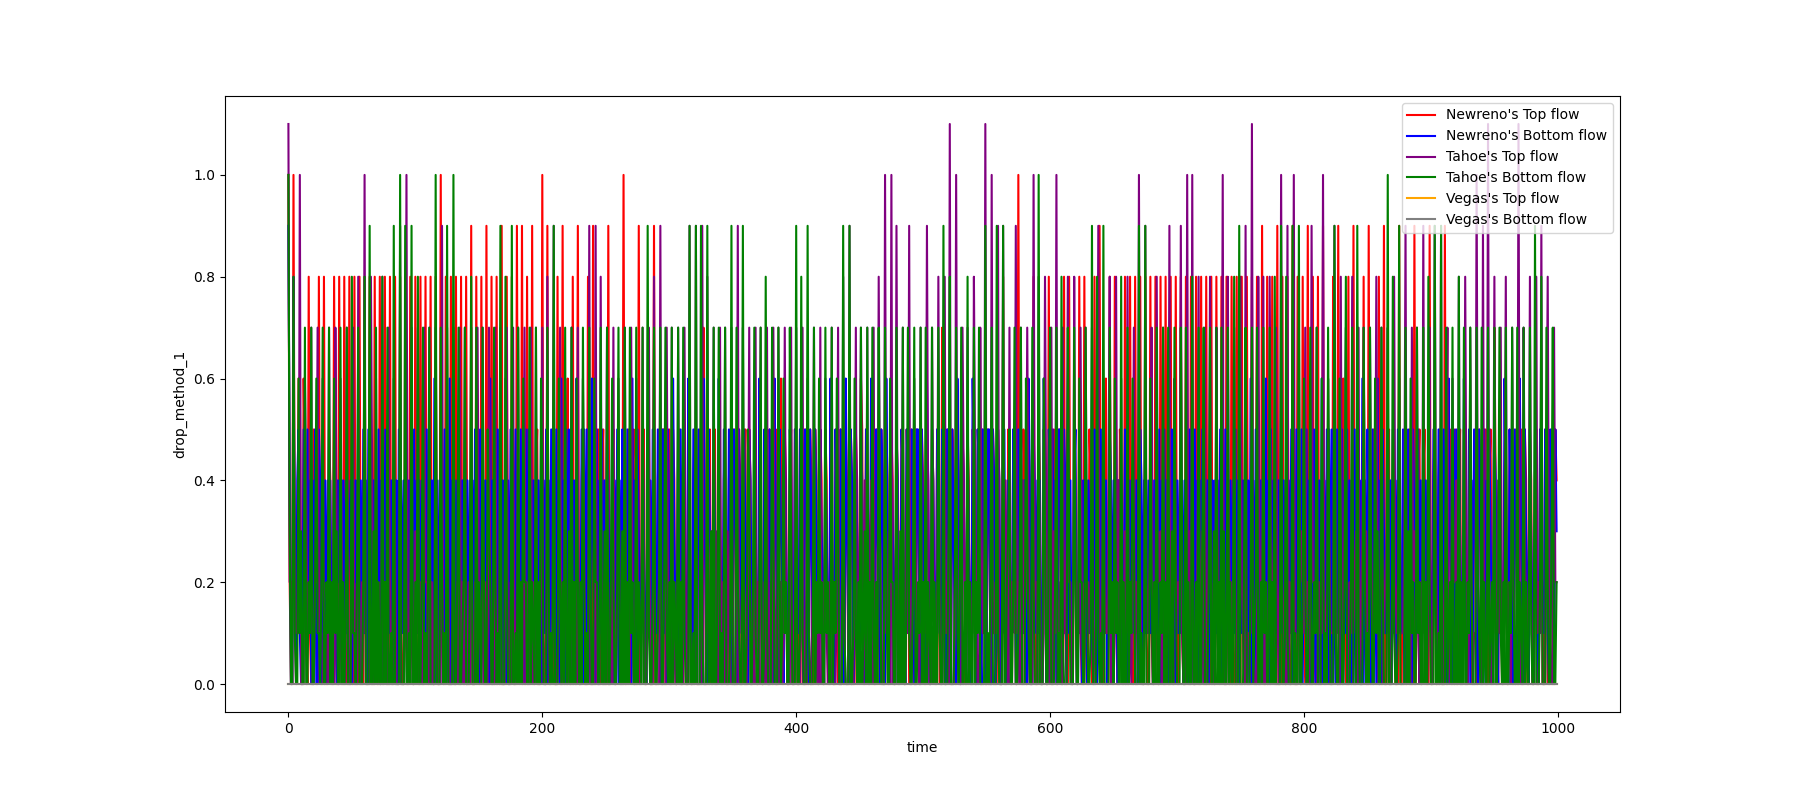 Newreno's Top flow
Newreno's Bottom flow
Tahoe's Top flow
Tahoe's Bottom flow
Vegas's Top flow
Vegas's Bottom flow
1.0
0.8
0.6
0.4
0.2
0.0
drop_method_1
0 200 400 600 800 1000
time